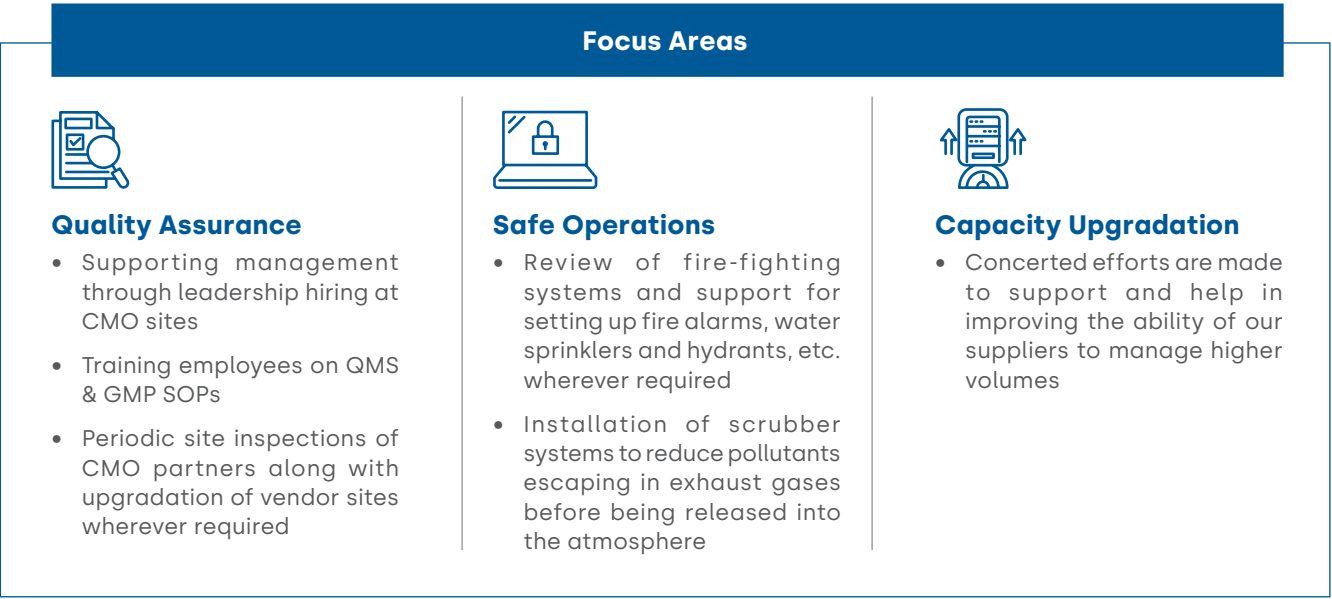 Focus Areas
Quality Assurance
• Supporting management
through leadership hiring at
CMO sites
• Training employees on QMS
& GMP SOPs
• Periodic site inspections of
CMO partners along with
upgradation of vendor sites
wherever required
Safe Operations
• Review of fire-fighting
systems and support for
setting up fire alarms, water
sprinklers and hydrants, etc.
wherever required
• Installation of scrubber
systems to reduce pollutants
escaping in exhaust gases
before being released into
the atmosphere
Capacity Upgradation
• Concerted efforts are made
to support and help in
improving the ability of our
suppliers to manage higher
volumes